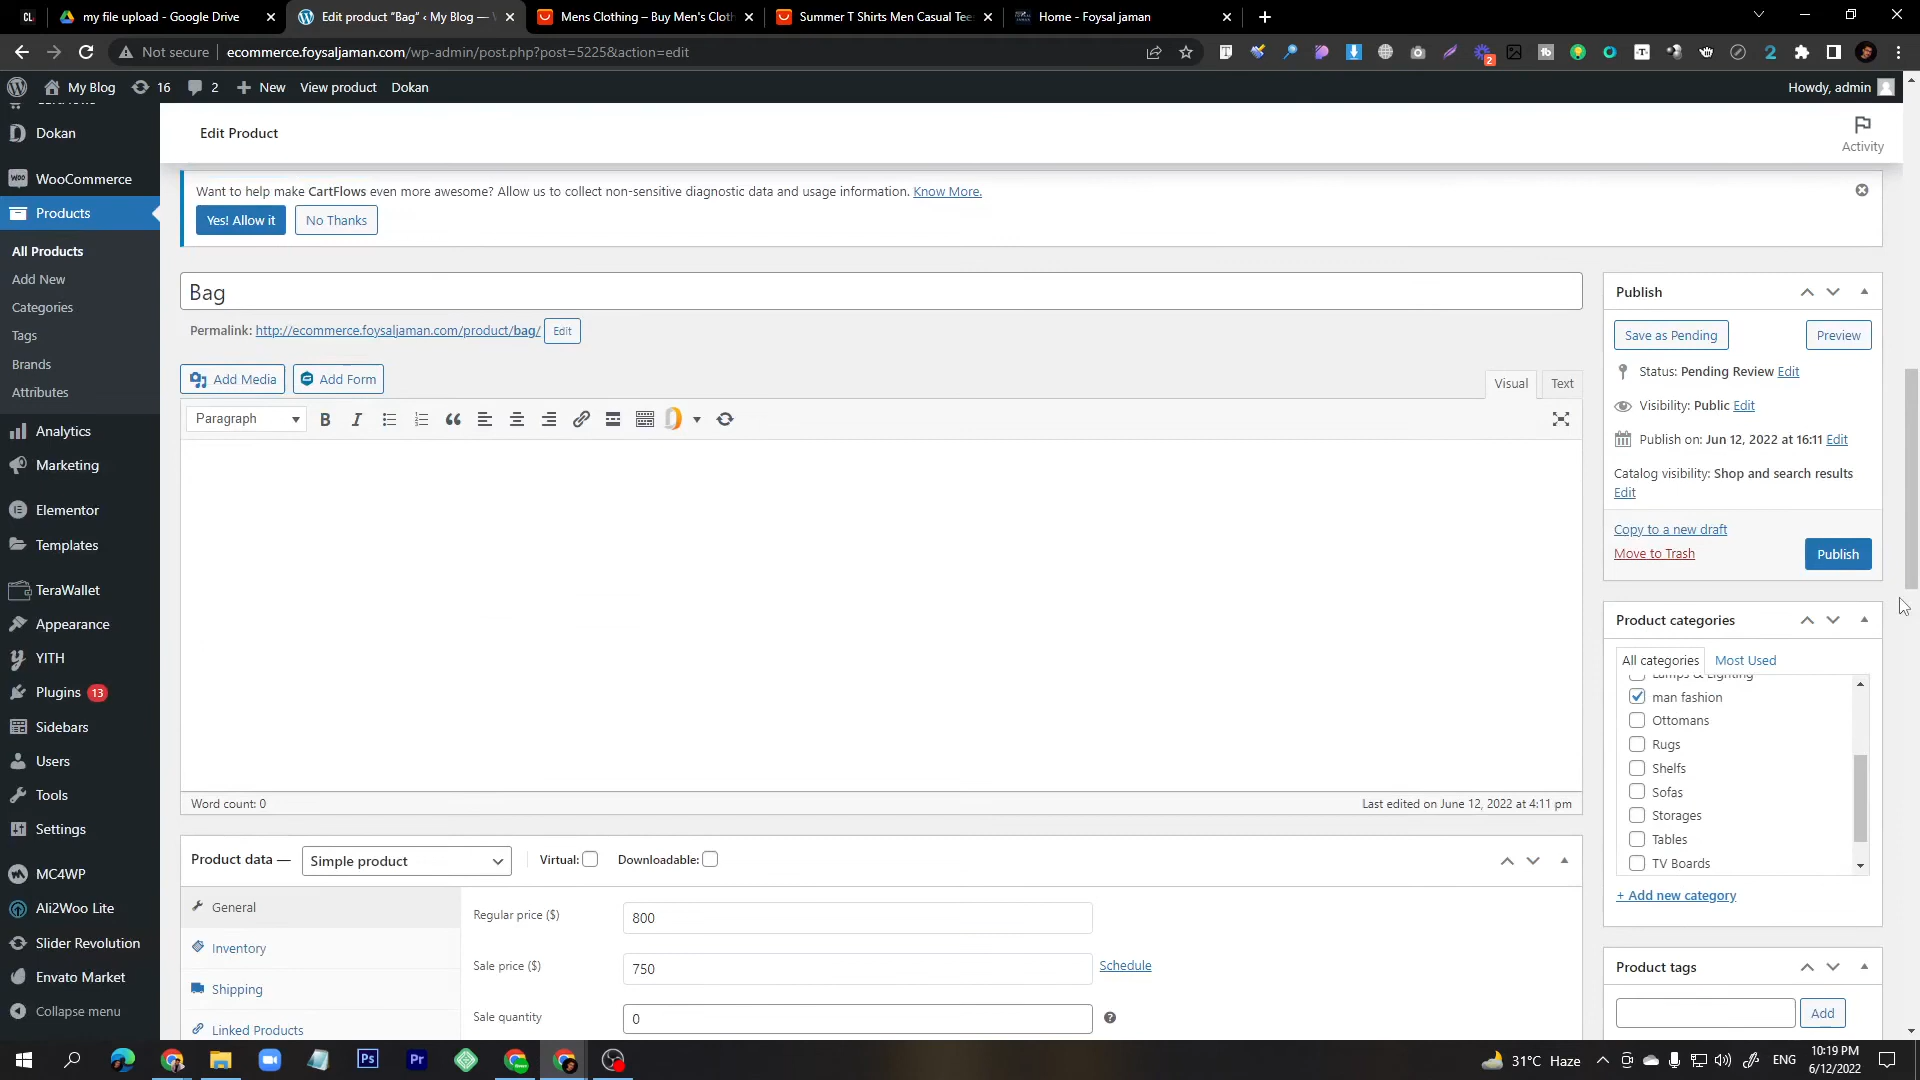 my file upload - Google Drive
Edit product "Bag" ‹ My Blog —
Mens Clothing – Buy Men's Cloth
Summer T Shirts Men Casual Tee
Home - Foysal jaman
Not secure
ecommerce.foysaljaman.com/wp-admin/post.php?post=5225&action=edit
My Blog
16
2
New
View product
Dokan
Howdy, admin
Dokan
WooCommerce
Products
All Products
Add New
Categories
Tags
Brands
Attributes
Analytics
Marketing
Elementor
Templates
TeraWallet
Appearance
YITH
Plugins 13
Sidebars
Users
Tools
Settings
MC4WP
Ali2Woo Lite
Slider Revolution
Envato Market
Collapse menu
Edit Product
Activity
Want to help make CartFlows even more awesome? Allow us to collect non-sensitive diagnostic data and usage information. Know More.
Yes! Allow it
No Thanks
Bag
Permalink: http://ecommerce.foysaljaman.com/product/bag/ Edit
Add Media
Add Form
Visual
Text
Paragraph
Word count: 0
Last edited on June 12, 2022 at 4:11 pm
Product data —
Simple product
Virtual:
Downloadable:
General
Inventory
Shipping
Linked Products
Regular price ($)
800
Sale price ($)
750
Schedule
Sale quantity
0
Publish
Save as Pending
Preview
Status: Pending Review Edit
Visibility: Public Edit
Publish on: Jun 12, 2022 at 16:11 Edit
Catalog visibility: Shop and search results
Edit
Copy to a new draft
Move to Trash
Publish
Product categories
All categories
Most Used
Lamps & Lighting
man fashion
Ottomans
Rugs
Shelfs
Sofas
Storages
Tables
TV Boards
+ Add new category
Product tags
Add
31°C Haze
ENG
10:19 PM
6/12/2022